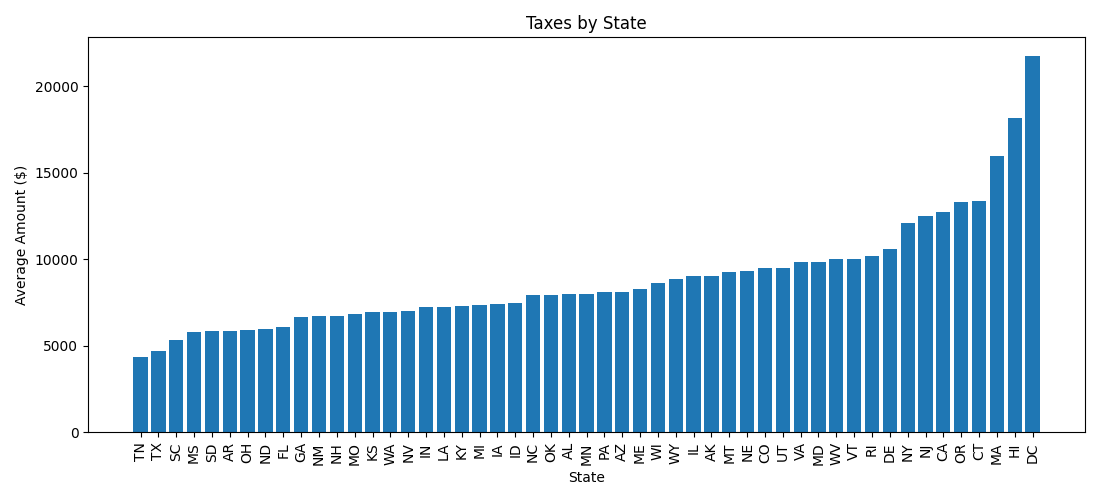 Taxes by State
Average Amount ($)
20000
15000
10000
5000
0
TN TX SC MS SD AR OH ND FL GA NM NH MO KS WA NV IN LA KY MI IA ID NC OK AL MN PA AZ ME WI WY IL AK MT NE CO UT VA MD WV VT RI DE NY NJ CA OR CT MA HI DC
State